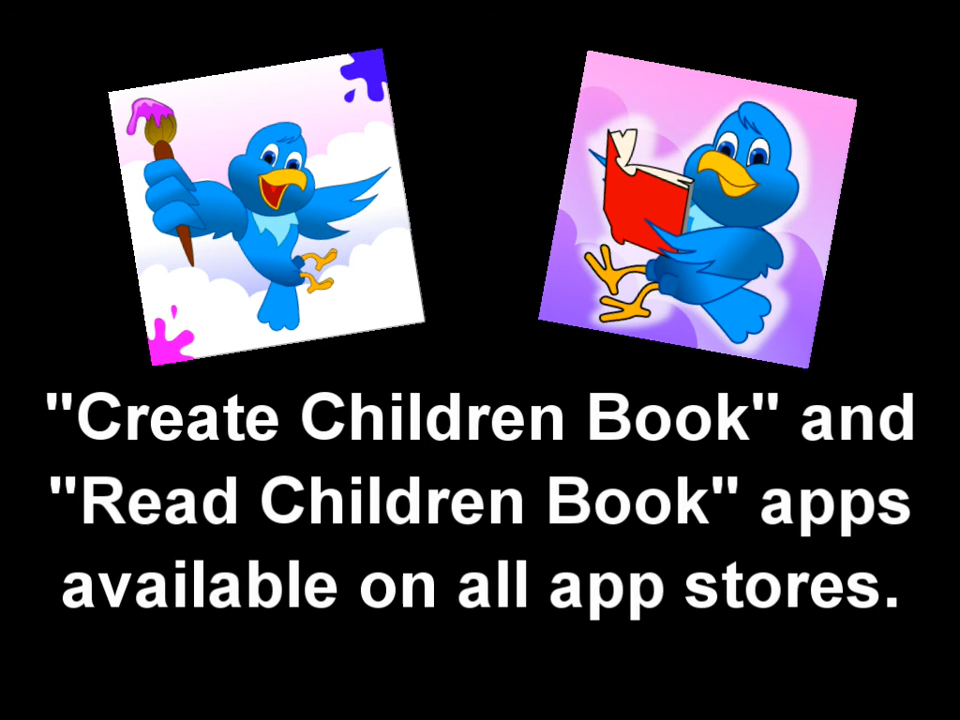 "Create Children Book" and
"Read Children Book" apps
available on all app stores.